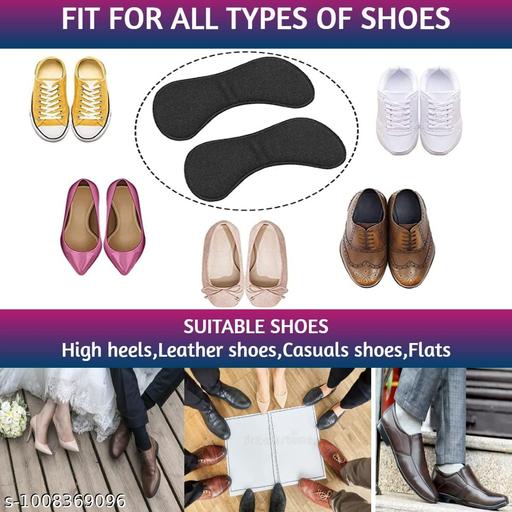 FIT FOR ALL TYPES OF SHOES
SUITABLE SHOES
High heels,Leather shoes,Casuals shoes,Flats
s-1008369096